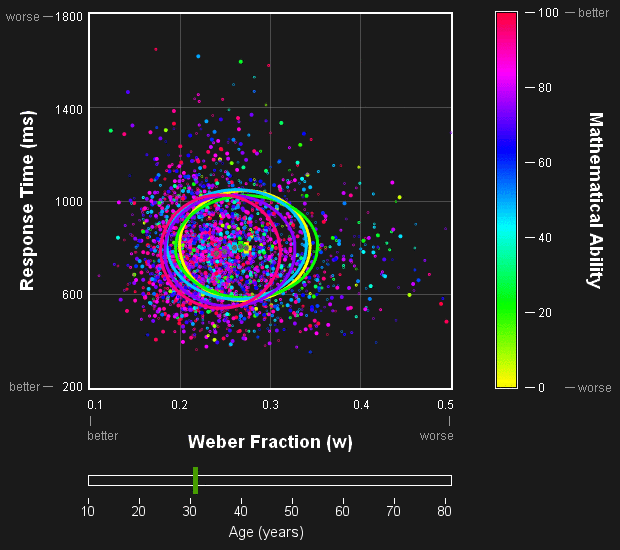 worse
1800
1400
1000
600
200
better
Response Time (ms)
0.1
0.2
0.3
0.4
0.5
better
worse
Weber Fraction (w)
10
20
30
40
50
60
70
80
Age (years)
100
better
80
60
40
20
0
worse
Mathematical Ability